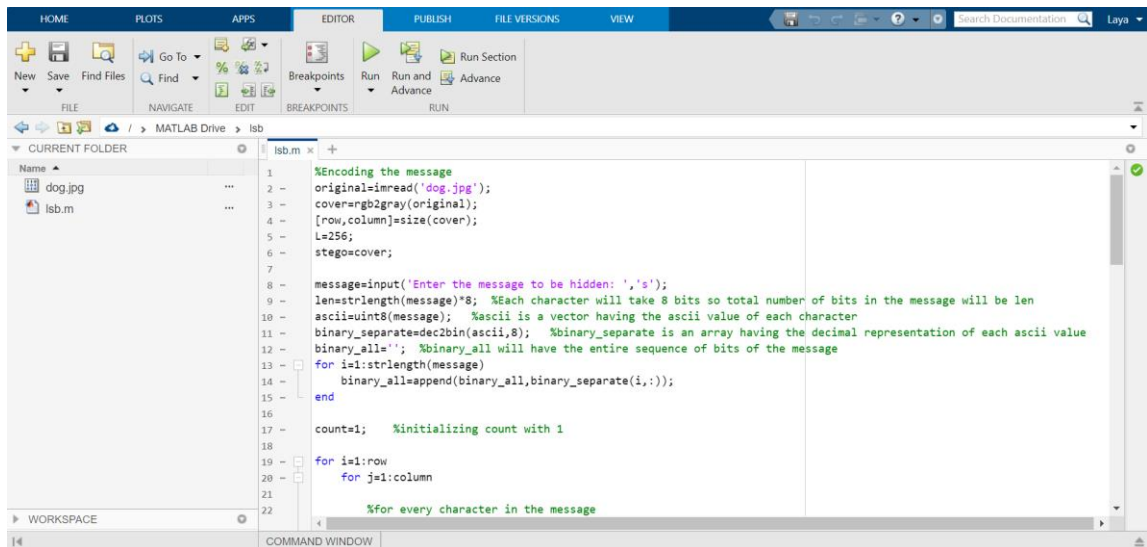 HOME PLOTS APPS EDITOR PUBLISH FILE VERSIONS VIEW Search Documentation Laya
New Save Find Files Go To Find Breakpoints Run Run and Advance Run Section Advance
FILE NAVIGATE EDIT BREAKPOINTS RUN
/ > MATLAB Drive > lsb
CURRENT FOLDER
Name
dog.jpg ...
lsb.m ...
WORKSPACE
lsb.m × +
1 %Encoding the message
2 - original=imread('dog.jpg');
3 - cover=rgb2gray(original);
4 - [row,column]=size(cover);
5 - L=256;
6 - stego=cover;
7
8 - message=input('Enter the message to be hidden: ','s');
9 - len=strlength(message)*8; %Each character will take 8 bits so total number of bits in the message will be len
10 - ascii=uint8(message); %ascii is a vector having the ascii value of each character
11 - binary_separate=dec2bin(ascii,8); %binary_separate is an array having the decimal representation of each ascii value
12 - binary_all=''; %binary_all will have the entire sequence of bits of the message
13 - for i=1:strlength(message)
14 - binary_all=append(binary_all,binary_separate(i,:));
15 - end
16
17 - count=1; %initializing count with 1
18
19 - for i=1:row
20 - for j=1:column
21
22 %for every character in the message
COMMAND WINDOW